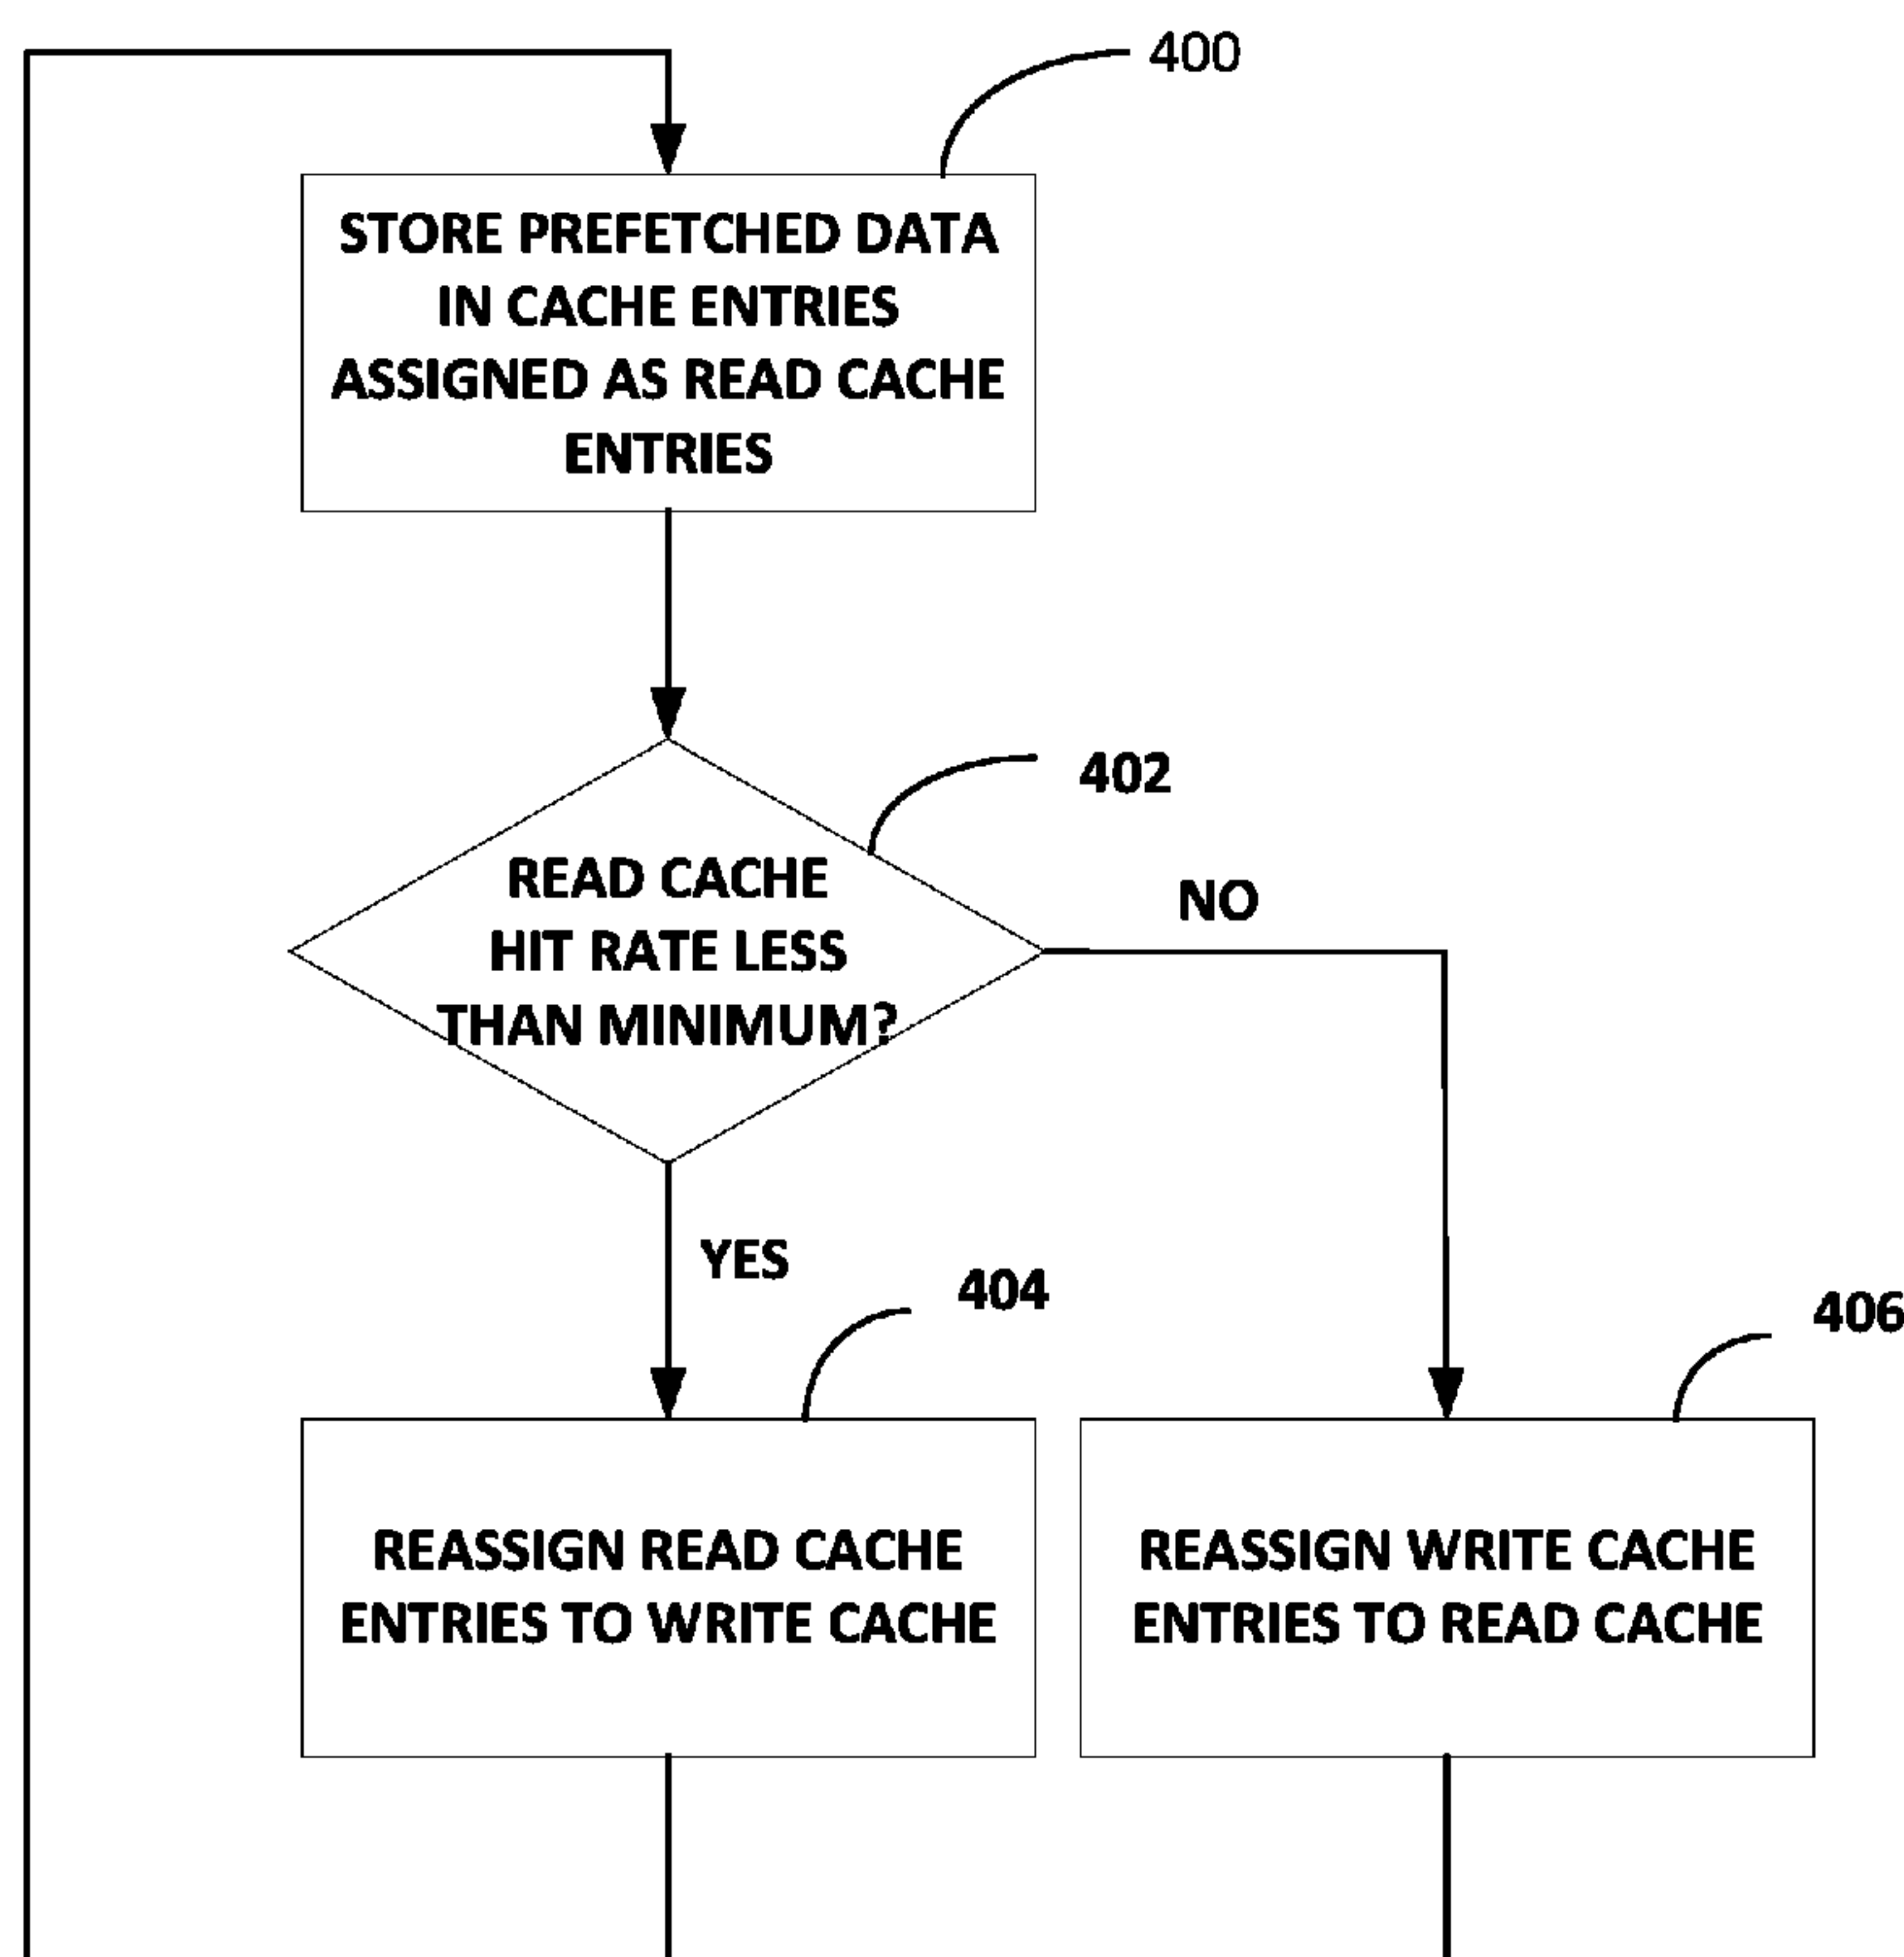 400
STORE PREFETCHED DATA
IN CACHE ENTRIES
ASSIGNED AS READ CACHE
ENTRIES
402
READ CACHE
HIT RATE LESS
THAN MINIMUM?
NO
YES
404
406
REASSIGN READ CACHE
ENTRIES TO WRITE CACHE
REASSIGN WRITE CACHE
ENTRIES TO READ CACHE